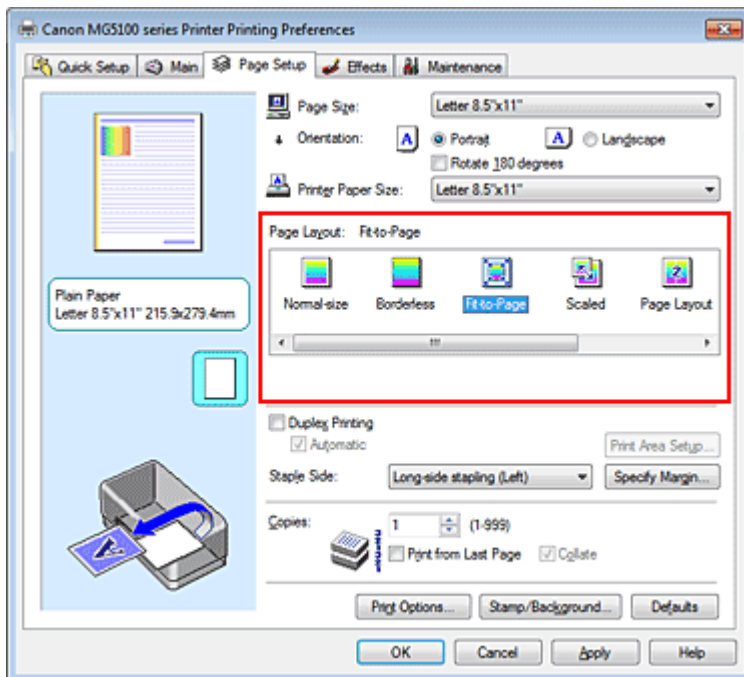 Canon MG5100 series Printer Printing Preferences
Quick Setup Main Page Setup Effects Maintenance
Page Size: Letter 8.5"x11"
Orientation: A Portrait A Landscape
Rotate 180 degrees
Printer Paper Size: Letter 8.5"x11"
Page Layout: Fit-to-Page
Normal-size Borderless Fit-to-Page Scaled Page Layout
Plain Paper
Letter 8.5"x11" 215.9x279.4mm
Duplex Printing
Automatic Print Area Setup...
Staple Side: Long-side stapling (Left) Specify Margin...
Copies: 1 (1-999)
Print from Last Page Collate
Print Options... Stamp/Background... Defaults
OK Cancel Apply Help